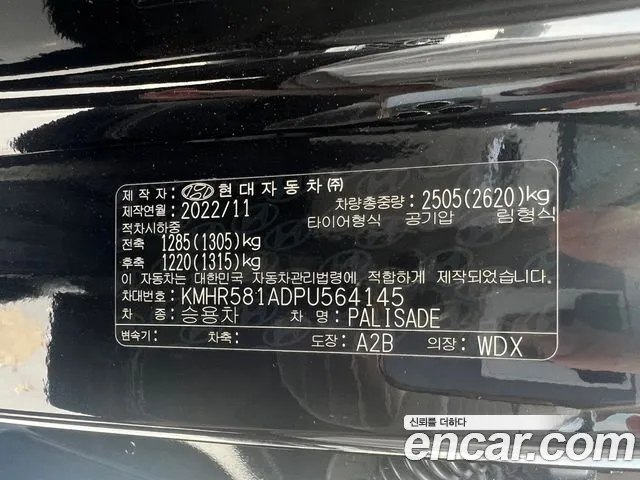 제 작 자 : 현대자동차㈜
제작연월 : 2022/11 차량총중량 : 2505(2620)kg
적차시하중 타이어형식 공기압 림형식
전축 1285(1305)kg
후축 1220(1315)kg
이 자동차는 대한민국 자동차관리법령에 적합하게 제작되었습니다.
차대번호 : KMHR581ADPU564145
차 종 : 승용차 차 명 : PALISADE
변속기 : 차축 : 도장 : A2B 의장 : WDX
신뢰를 더하다
encar.com